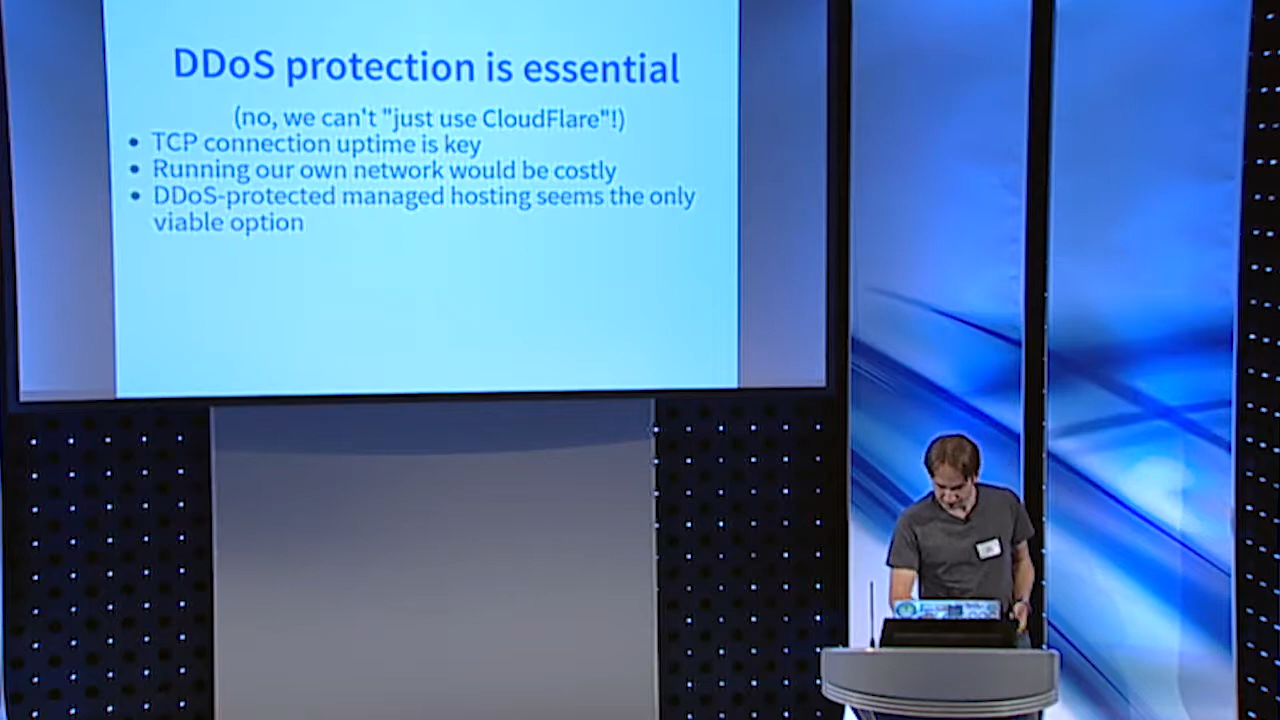 DDoS protection is essential
(no, we can't "just use CloudFlare"!)
• TCP connection uptime is key
• Running our own network would be costly
• DDoS-protected managed hosting seems the only
viable option